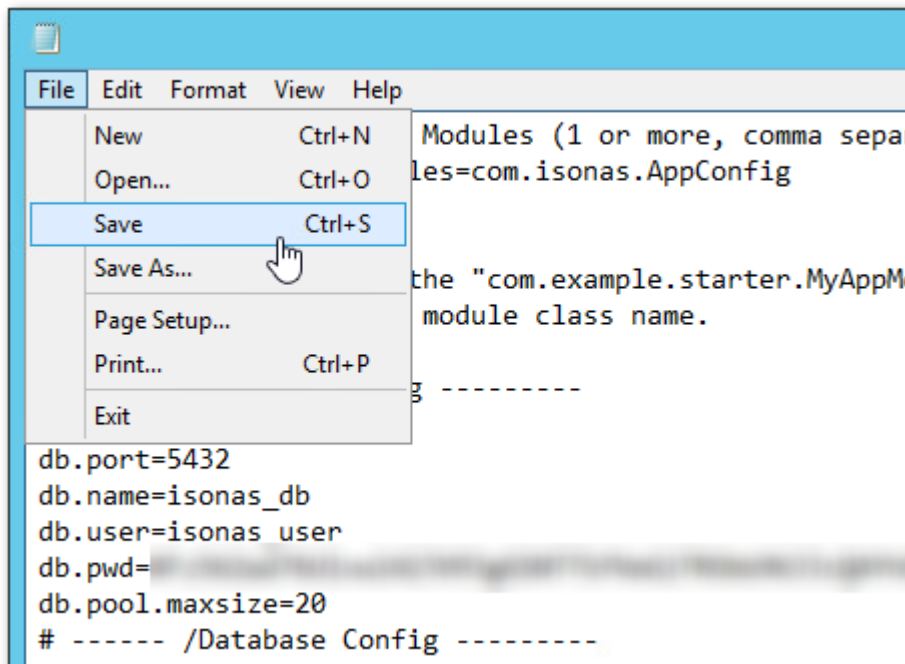 File Edit Format View Help
New Ctrl+N
Open... Ctrl+O
Save Ctrl+S
Save As...
Page Setup...
Print... Ctrl+P
Exit
Modules (1 or more, comma sepa
les=com.isonas.AppConfig
the "com.example.starter.MyAppM
module class name.
g ---------
db.port=5432
db.name=isonas_db
db.user=isonas_user
db.pwd=
db.pool.maxsize=20
# ------ /Database Config ---------